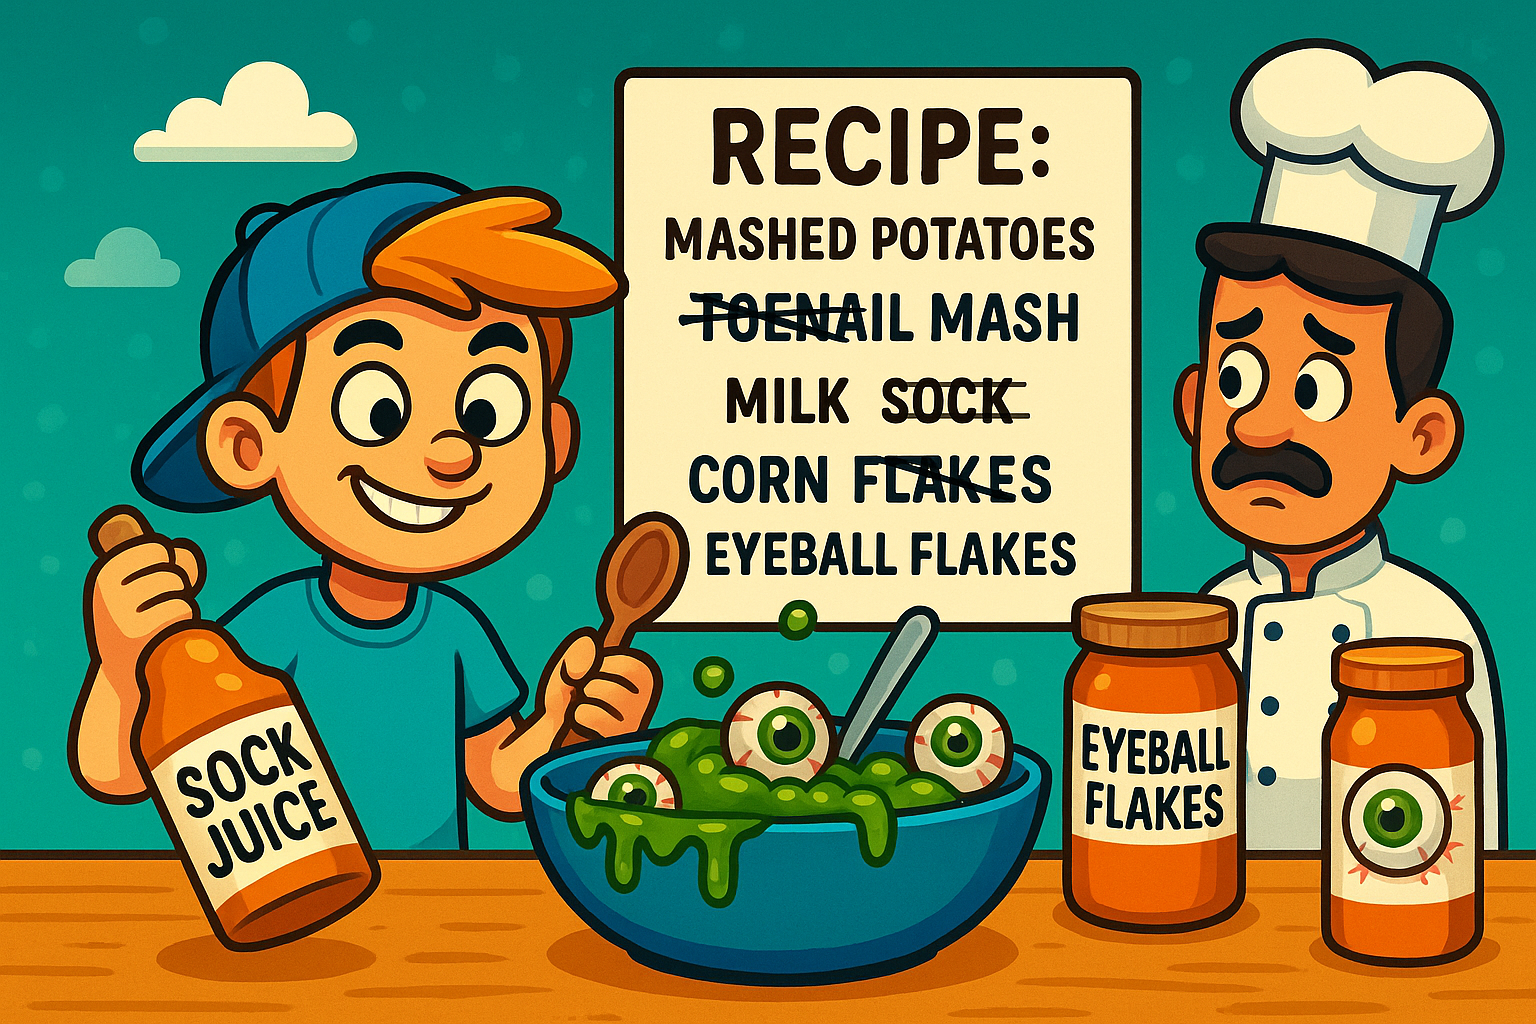 RECIPE:
MASHED POTATOES
TOENAIL MASH
MILK SOCK
CORN FLAKES
EYEBALL FLAKES
SOCK
JUICE
EYEBALL
FLAKES